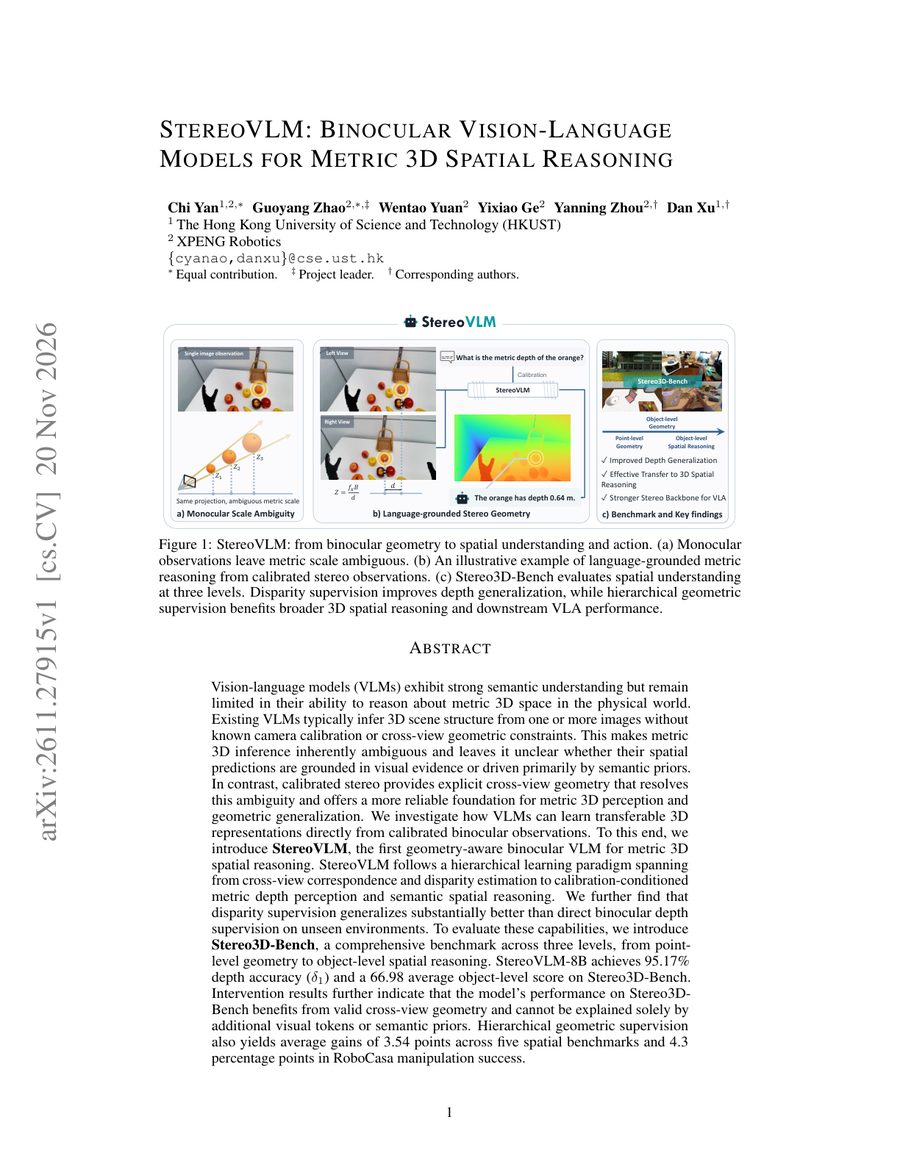 STEREOVLM: BINOCULAR VISION-LANGUAGE
MODELS FOR METRIC 3D SPATIAL REASONING
Chi Yan1,2,* Guoyang Zhao2,*,‡ Wentao Yuan2 Yixiao Ge2 Yanning Zhou2,† Dan Xu1,†
1 The Hong Kong University of Science and Technology (HKUST)
2 XPENG Robotics
{cyanao,danxu}@cse.ust.hk
* Equal contribution. ‡ Project leader. † Corresponding authors.
arXiv:2611.27915v1 [cs.CV] 20 Nov 2026
StereoVLM
Single image observation
Z1
Z2
Z3
Same projection, ambiguous metric scale
a) Monocular Scale Ambiguity
Left View
Right View
Z = fxB / d
d
What is the metric depth of the orange?
Calibration
StereoVLM
The orange has depth 0.64 m.
b) Language-grounded Stereo Geometry
Stereo3D-Bench
Object-level
Geometry
Point-level
Geometry
Object-level
Spatial Reasoning
✓ Improved Depth Generalization
✓ Effective Transfer to 3D Spatial
Reasoning
✓ Stronger Stereo Backbone for VLA
c) Benchmark and Key findings
Figure 1: StereoVLM: from binocular geometry to spatial understanding and action. (a) Monocular
observations leave metric scale ambiguous. (b) An illustrative example of language-grounded metric
reasoning from calibrated stereo observations. (c) Stereo3D-Bench evaluates spatial understanding
at three levels. Disparity supervision improves depth generalization, while hierarchical geometric
supervision benefits broader 3D spatial reasoning and downstream VLA performance.
ABSTRACT
Vision-language models (VLMs) exhibit strong semantic understanding but remain
limited in their ability to reason about metric 3D space in the physical world.
Existing VLMs typically infer 3D scene structure from one or more images without
known camera calibration or cross-view geometric constraints. This makes metric
3D inference inherently ambiguous and leaves it unclear whether their spatial
predictions are grounded in visual evidence or driven primarily by semantic priors.
In contrast, calibrated stereo provides explicit cross-view geometry that resolves
this ambiguity and offers a more reliable foundation for metric 3D perception and
geometric generalization. We investigate how VLMs can learn transferable 3D
representations directly from calibrated binocular observations. To this end, we
introduce StereoVLM, the first geometry-aware binocular VLM for metric 3D
spatial reasoning. StereoVLM follows a hierarchical learning paradigm spanning
from cross-view correspondence and disparity estimation to calibration-conditioned
metric depth perception and semantic spatial reasoning. We further find that
disparity supervision generalizes substantially better than direct binocular depth
supervision on unseen environments. To evaluate these capabilities, we introduce
Stereo3D-Bench, a comprehensive benchmark across three levels, from point-
level geometry to object-level spatial reasoning. StereoVLM-8B achieves 95.17%
depth accuracy (δ1) and a 66.98 average object-level score on Stereo3D-Bench.
Intervention results further indicate that the model's performance on Stereo3D-
Bench benefits from valid cross-view geometry and cannot be explained solely by
additional visual tokens or semantic priors. Hierarchical geometric supervision
also yields average gains of 3.54 points across five spatial benchmarks and 4.3
percentage points in RoboCasa manipulation success.
1